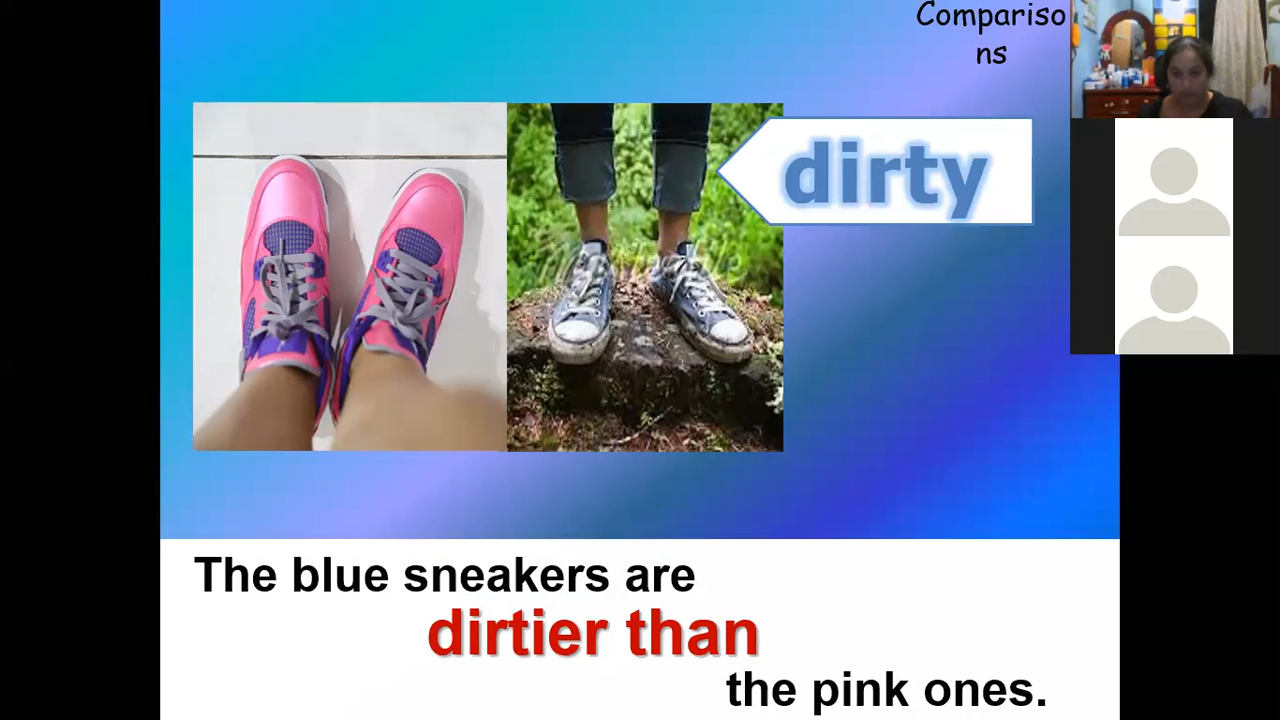 Compariso
ns
dirty
The blue sneakers are
dirtier than
the pink ones.